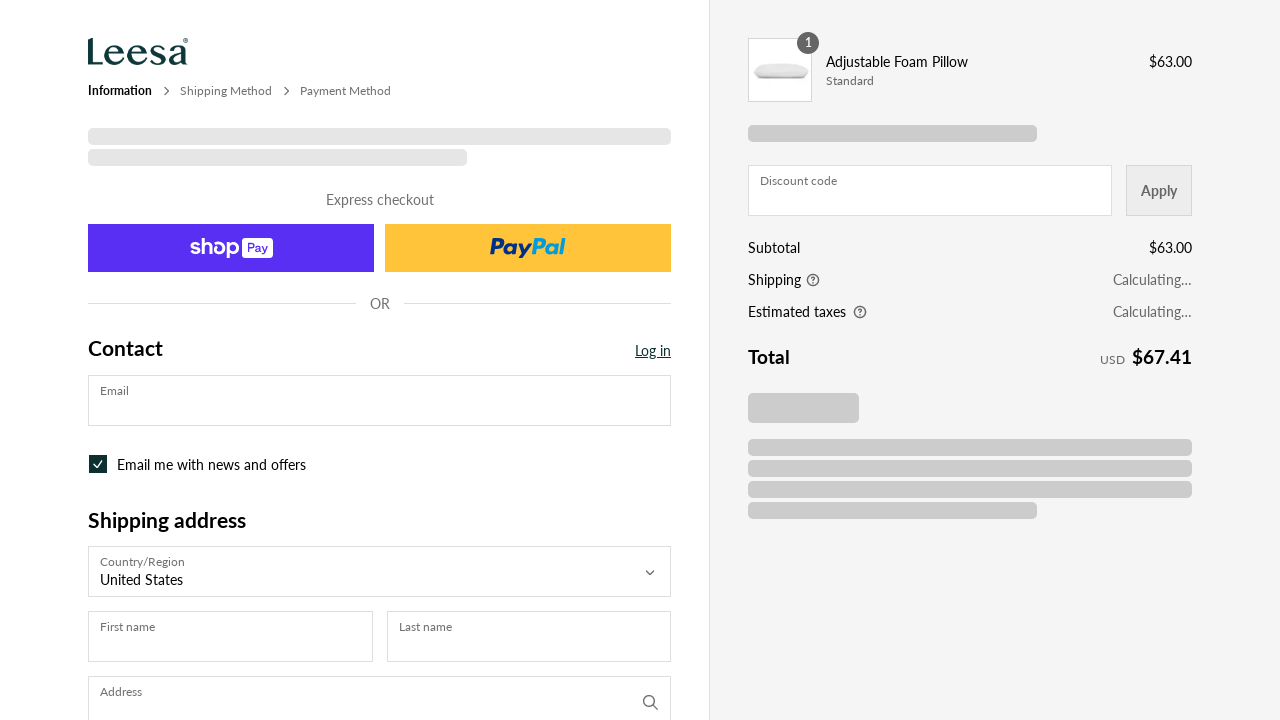 Leesa®
Information > Shipping Method > Payment Method
Express checkout
shop Pay
PayPal
OR
Contact
Log in
Email
Email me with news and offers
Shipping address
Country/Region
United States
First name
Last name
Address
1
Adjustable Foam Pillow $63.00
Standard
Discount code
Apply
Subtotal $63.00
Shipping Calculating...
Estimated taxes Calculating...
Total USD $67.41